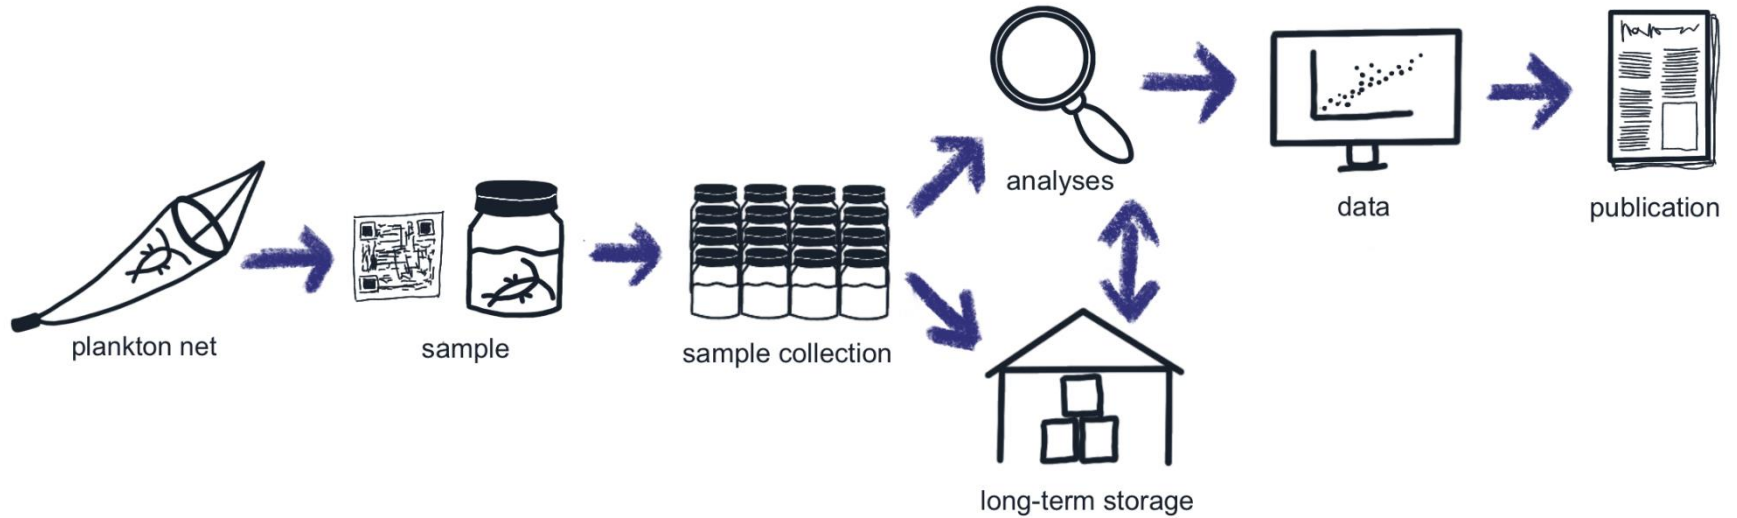 plankton net
sample
sample collection
analyses
long-term storage
data
publication